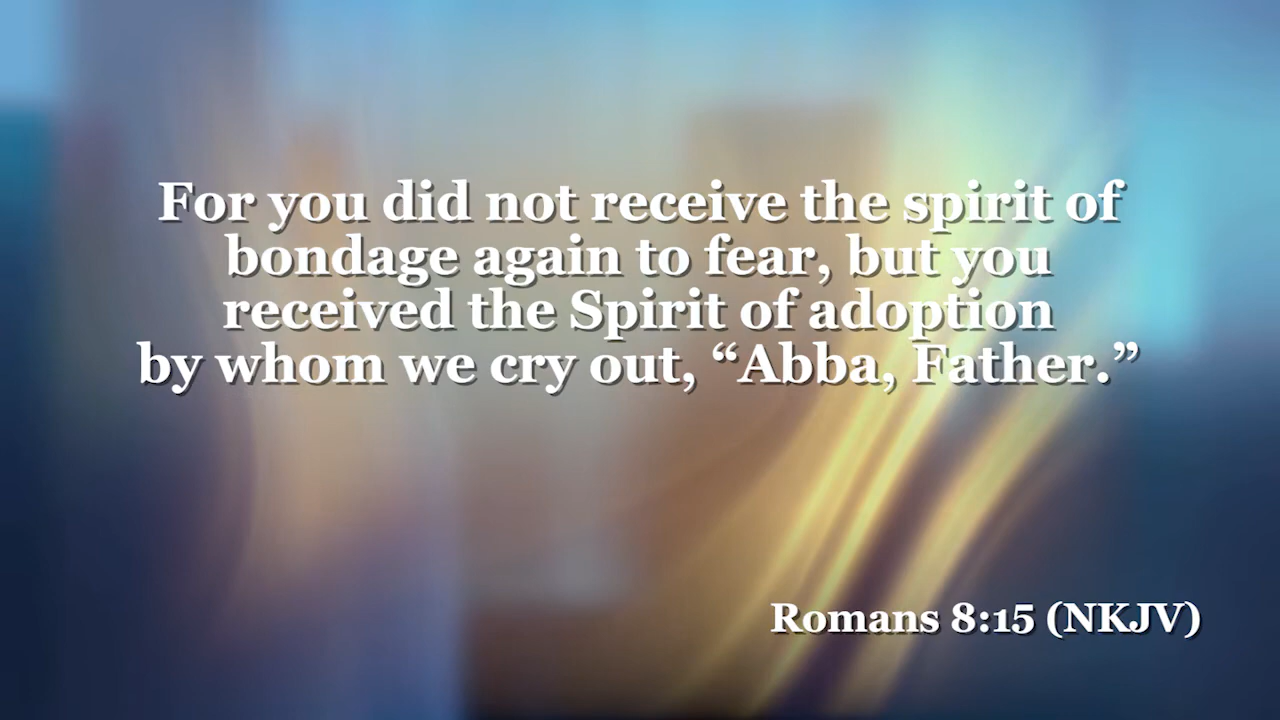 For you did not receive the spirit of
bondage again to fear, but you
received the Spirit of adoption
by whom we cry out, “Abba, Father.”
Romans 8:15 (NKJV)